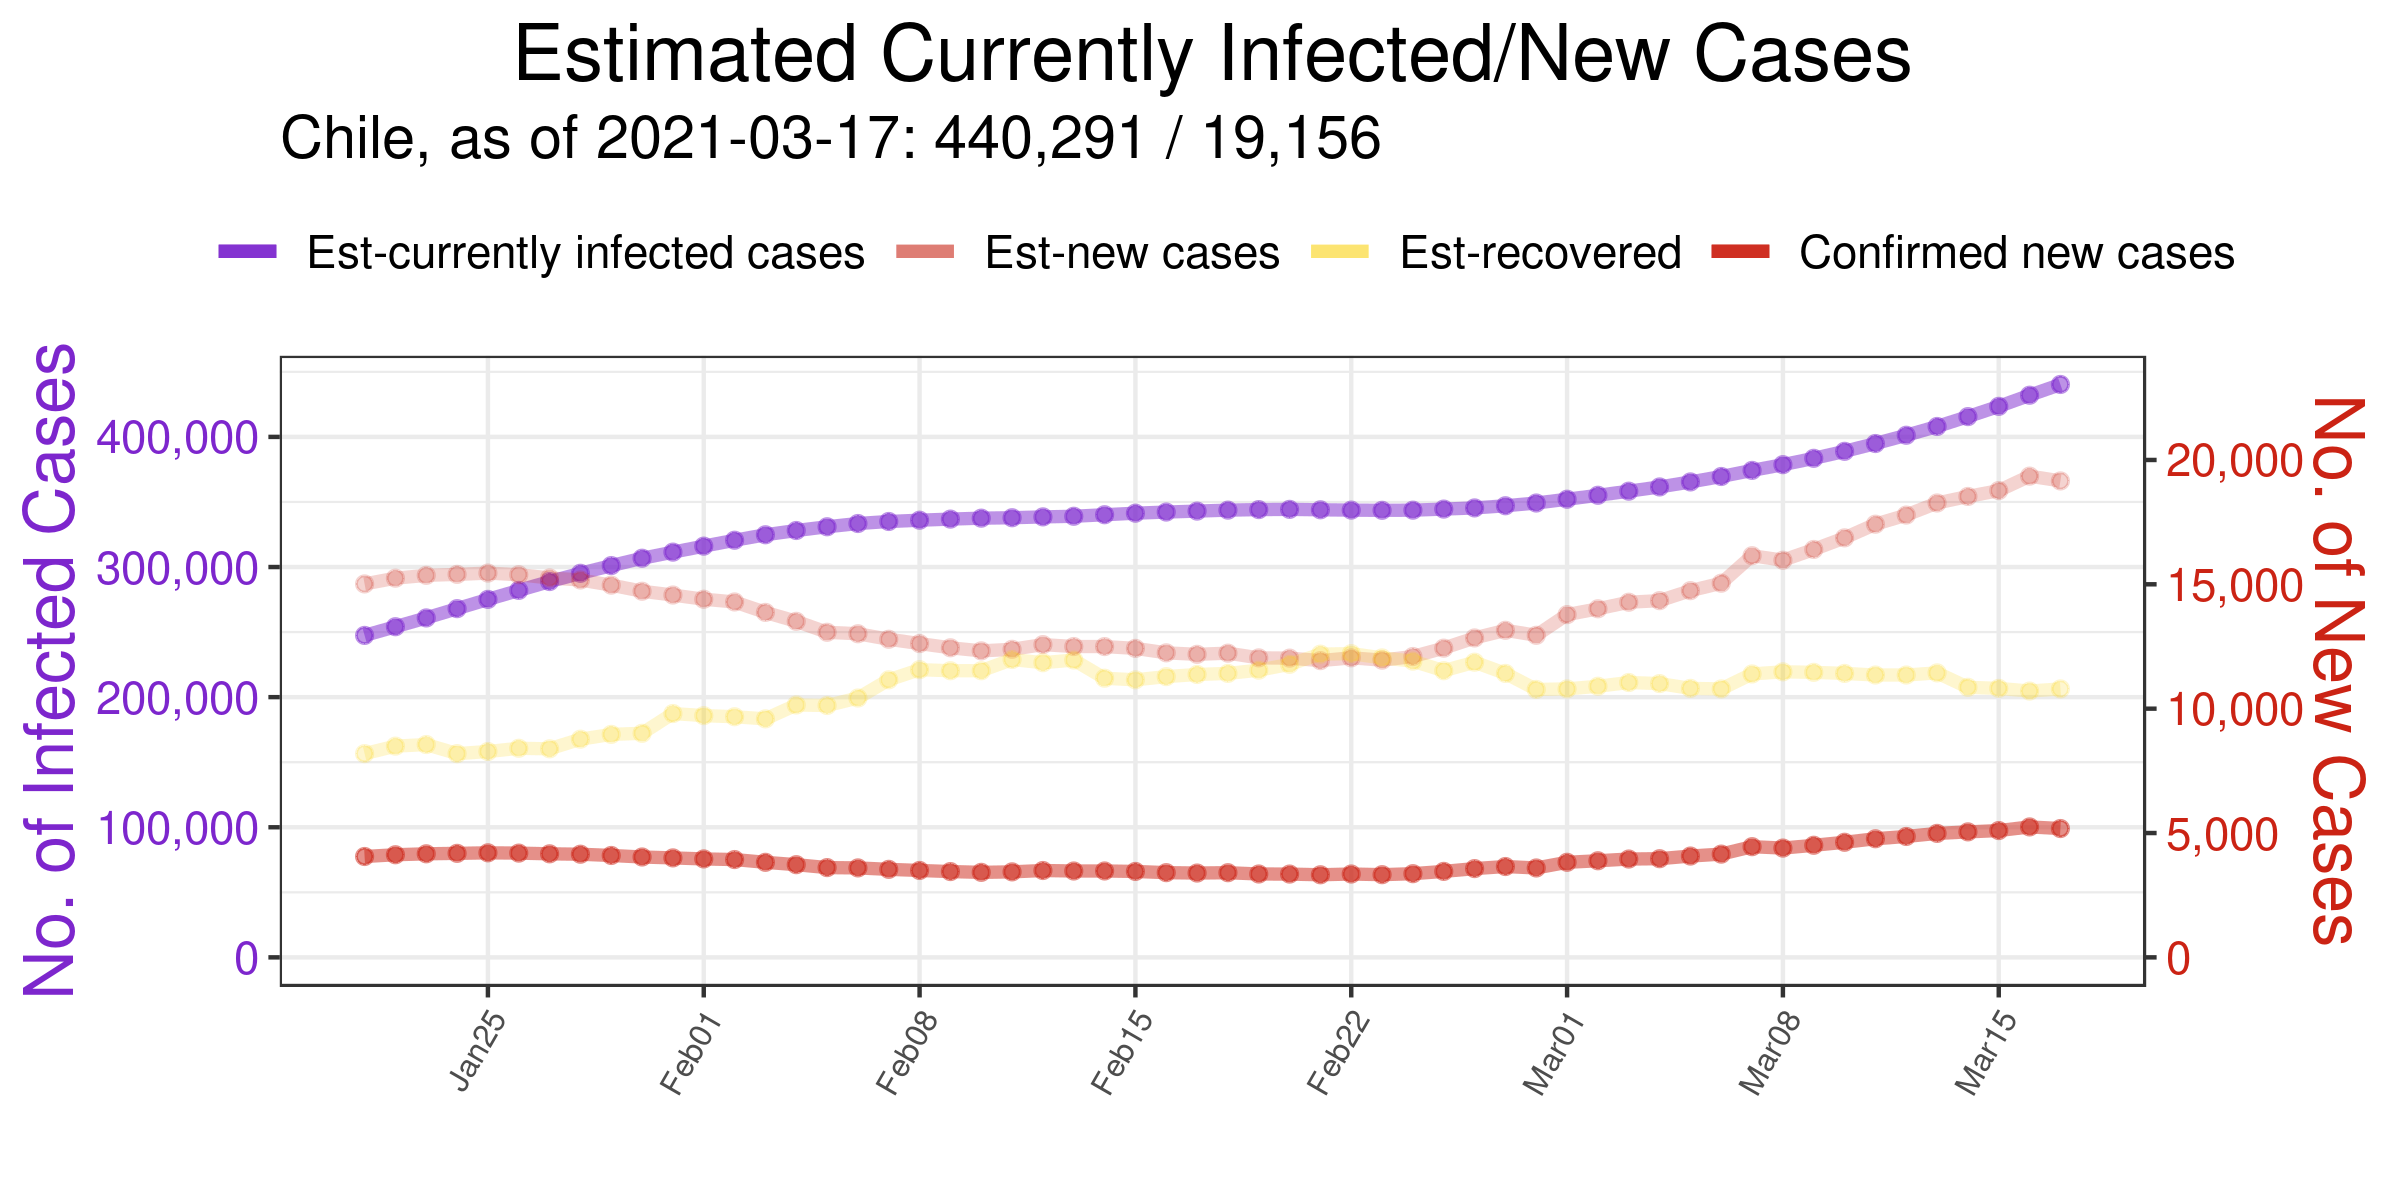 Estimated Currently Infected/New Cases
Chile, as of 2021-03-17: 440,291 / 19,156
Est-currently infected cases Est-new cases Est-recovered Confirmed new cases
No. of Infected Cases
400,000
300,000
200,000
100,000
0
20,000
15,000
10,000
5,000
0
No. of New Cases
Jan25 Feb01 Feb08 Feb15 Feb22 Mar01 Mar08 Mar15